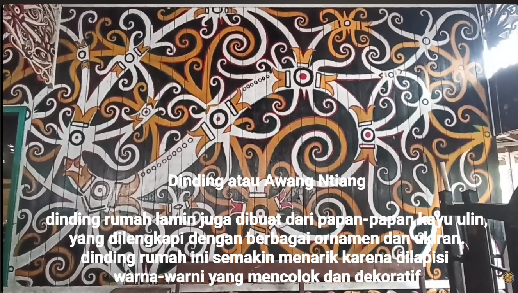 Dinding atau Awang Ntiang
dinding rumah lamin juga dibuat dari papan-papan kayu ulin,
yang dilengkapi dengan berbagai ornamen dan ukiran,
dinding rumah ini semakin menarik karena dilapisi
warna-warni yang mencolok dan dekoratif